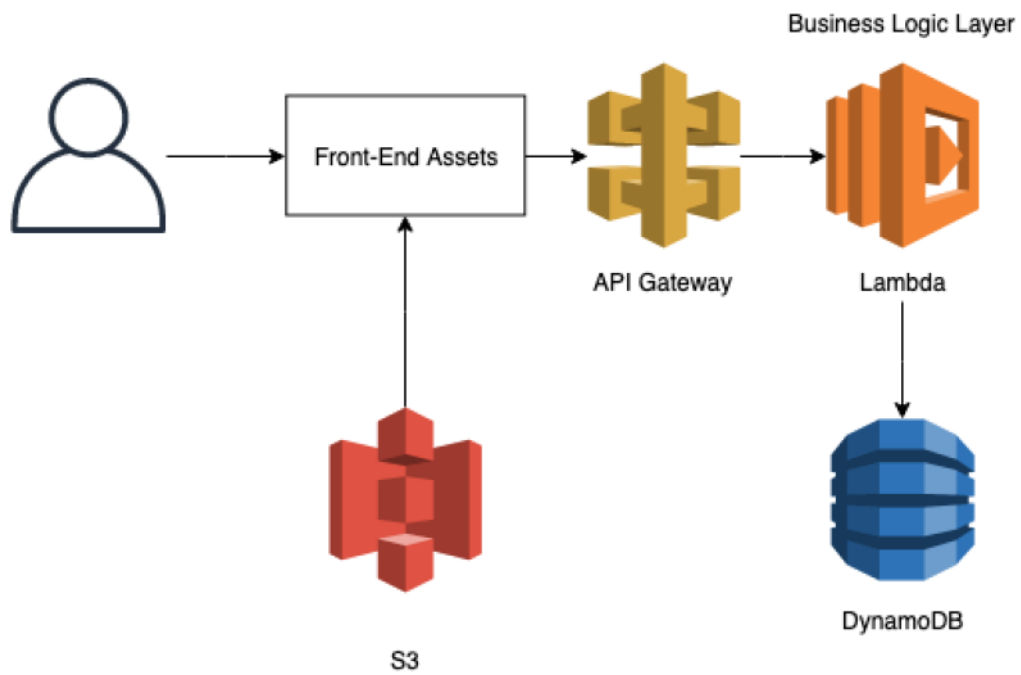 Business Logic Layer
Front-End Assets
API Gateway
Lambda
DynamoDB
S3